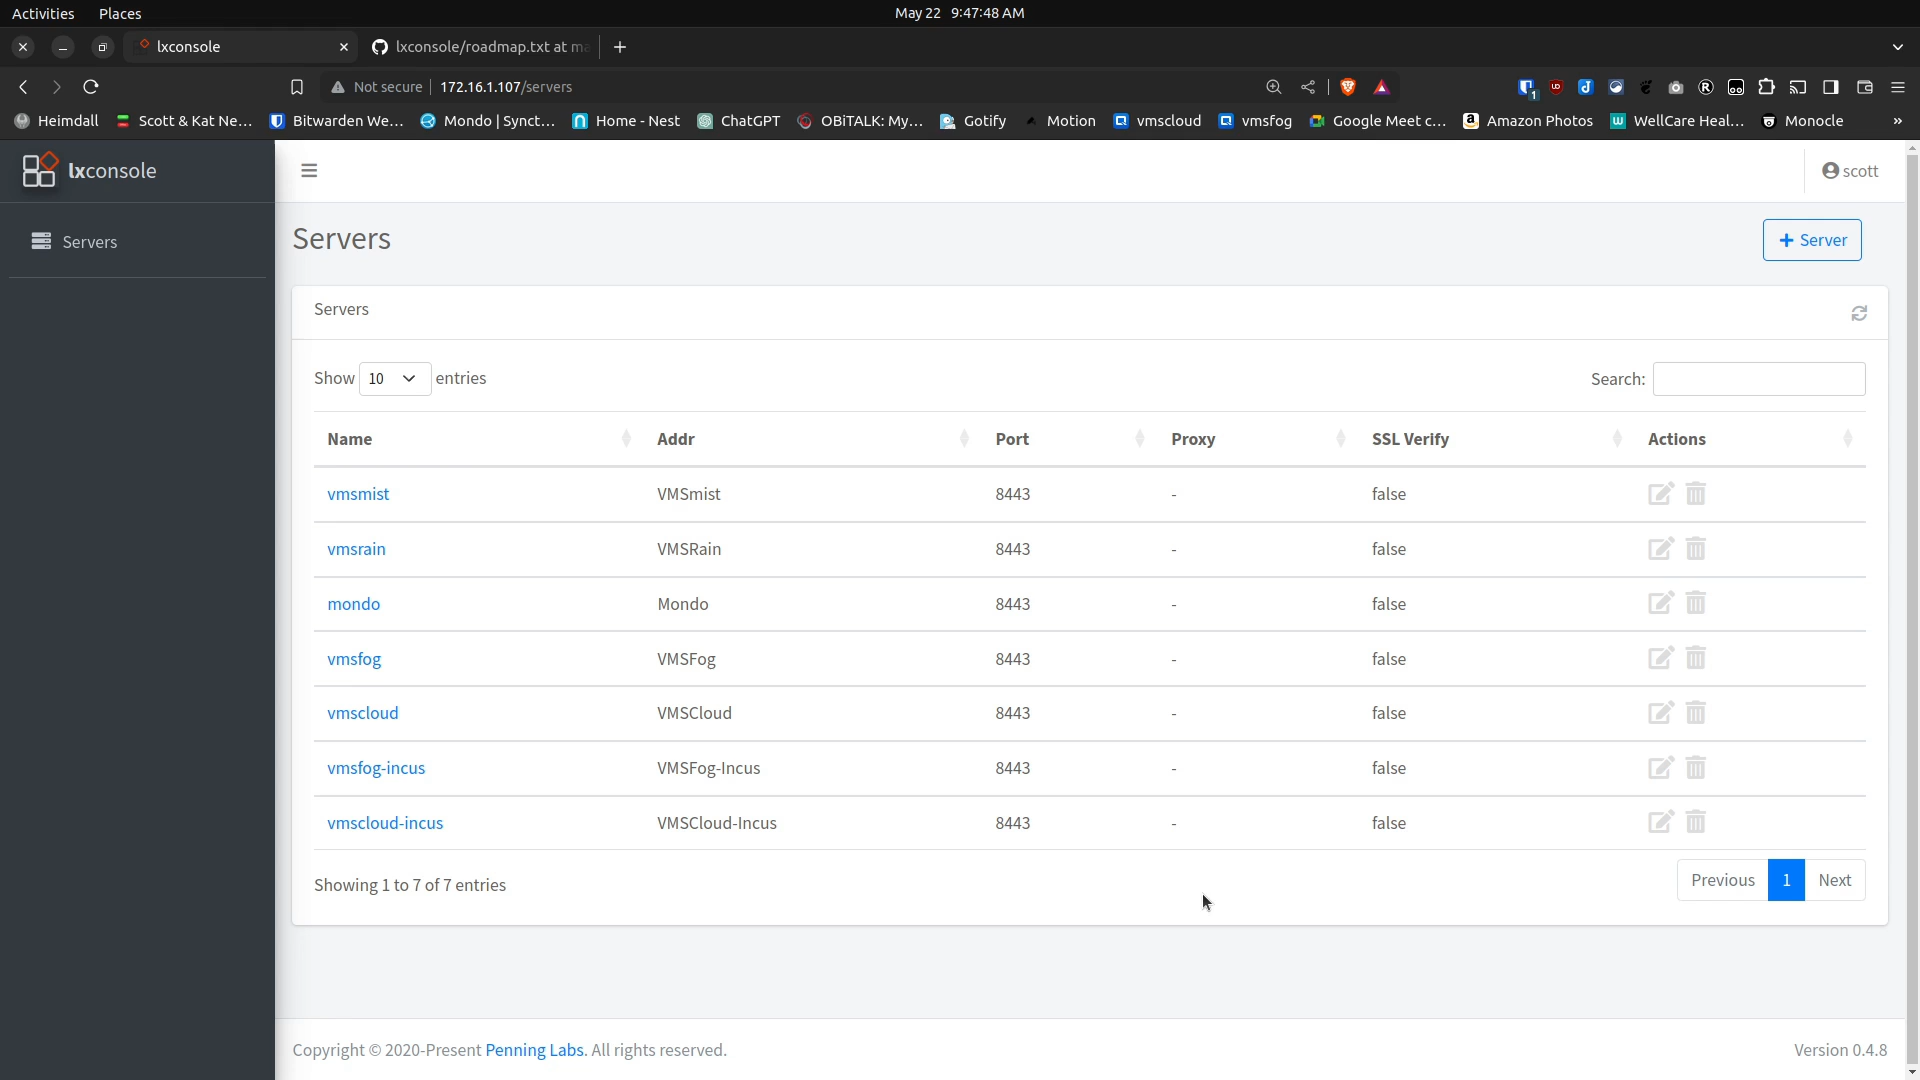 Activities Places May 22 9:47:48 AM
lxconsole lxconsole/roadmap.txt at ma
Not secure 172.16.1.107/servers 1
Heimdall Scott & Kat Ne... Bitwarden We... Mondo | Synct... Home - Nest ChatGPT OBiTALK: My... Gotify Motion vmscloud vmsfog Google Meet c... Amazon Photos WellCare Heal... Monocle »
lxconsole scott
Servers
Servers + Server
Servers
Show 10 entries Search:
Name Addr Port Proxy SSL Verify Actions
vmsmist VMSmist 8443 - false
vmsrain VMSRain 8443 - false
mondo Mondo 8443 - false
vmsfog VMSFog 8443 - false
vmscloud VMSCloud 8443 - false
vmsfog-incus VMSFog-Incus 8443 - false
vmscloud-incus VMSCloud-Incus 8443 - false
Showing 1 to 7 of 7 entries Previous 1 Next
Copyright © 2020-Present Penning Labs. All rights reserved. Version 0.4.8